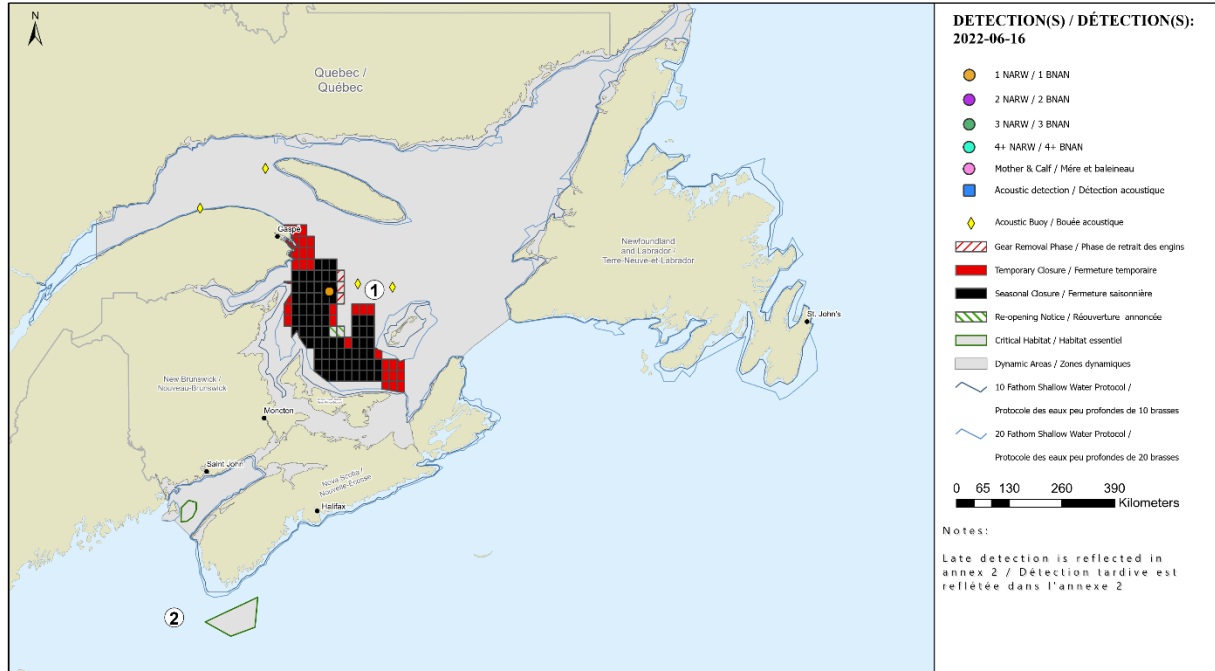 N
Quebec /
Québec
Gaspé
1
Newfoundland
and Labrador /
Terre-Neuve-et-Labrador
St. John's
New Brunswick /
Nouveau-Brunswick
Moncton
Saint John
Nova Scotia /
Nouvelle-Écosse
Halifax
2
DETECTION(S) / DÉTECTION(S):
2022-06-16
1 NARW / 1 BNAN
2 NARW / 2 BNAN
3 NARW / 3 BNAN
4+ NARW / 4+ BNAN
Mother & Calf / Mére et baleineau
Acoustic detection / Détection acoustique
Acoustic Buoy / Bouée acoustique
Gear Removal Phase / Phase de retrait des engins
Temporary Closure / Fermeture temporaire
Seasonal Closure / Fermeture saisonnière
Re-opening Notice / Réouverture annoncée
Critical Habitat / Habitat essentiel
Dynamic Areas / Zones dynamiques
10 Fathom Shallow Water Protocol /
Protocole des eaux peu profondes de 10 brasses
20 Fathom Shallow Water Protocol /
Protocole des eaux peu profondes de 20 brasses
0 65 130 260 390
Kilometers
Notes:
Late detection is reflected in
annex 2 / Détection tardive est
reflétée dans l'annexe 2